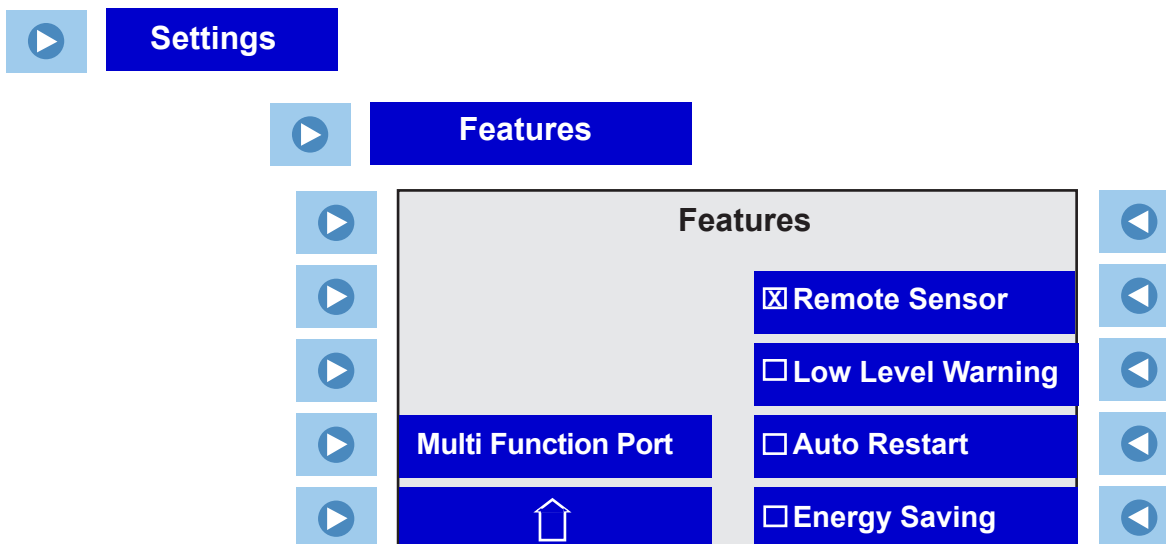 Settings
Features
Features
☒ Remote Sensor
☐ Low Level Warning
Multi Function Port
☐ Auto Restart
☐ Energy Saving